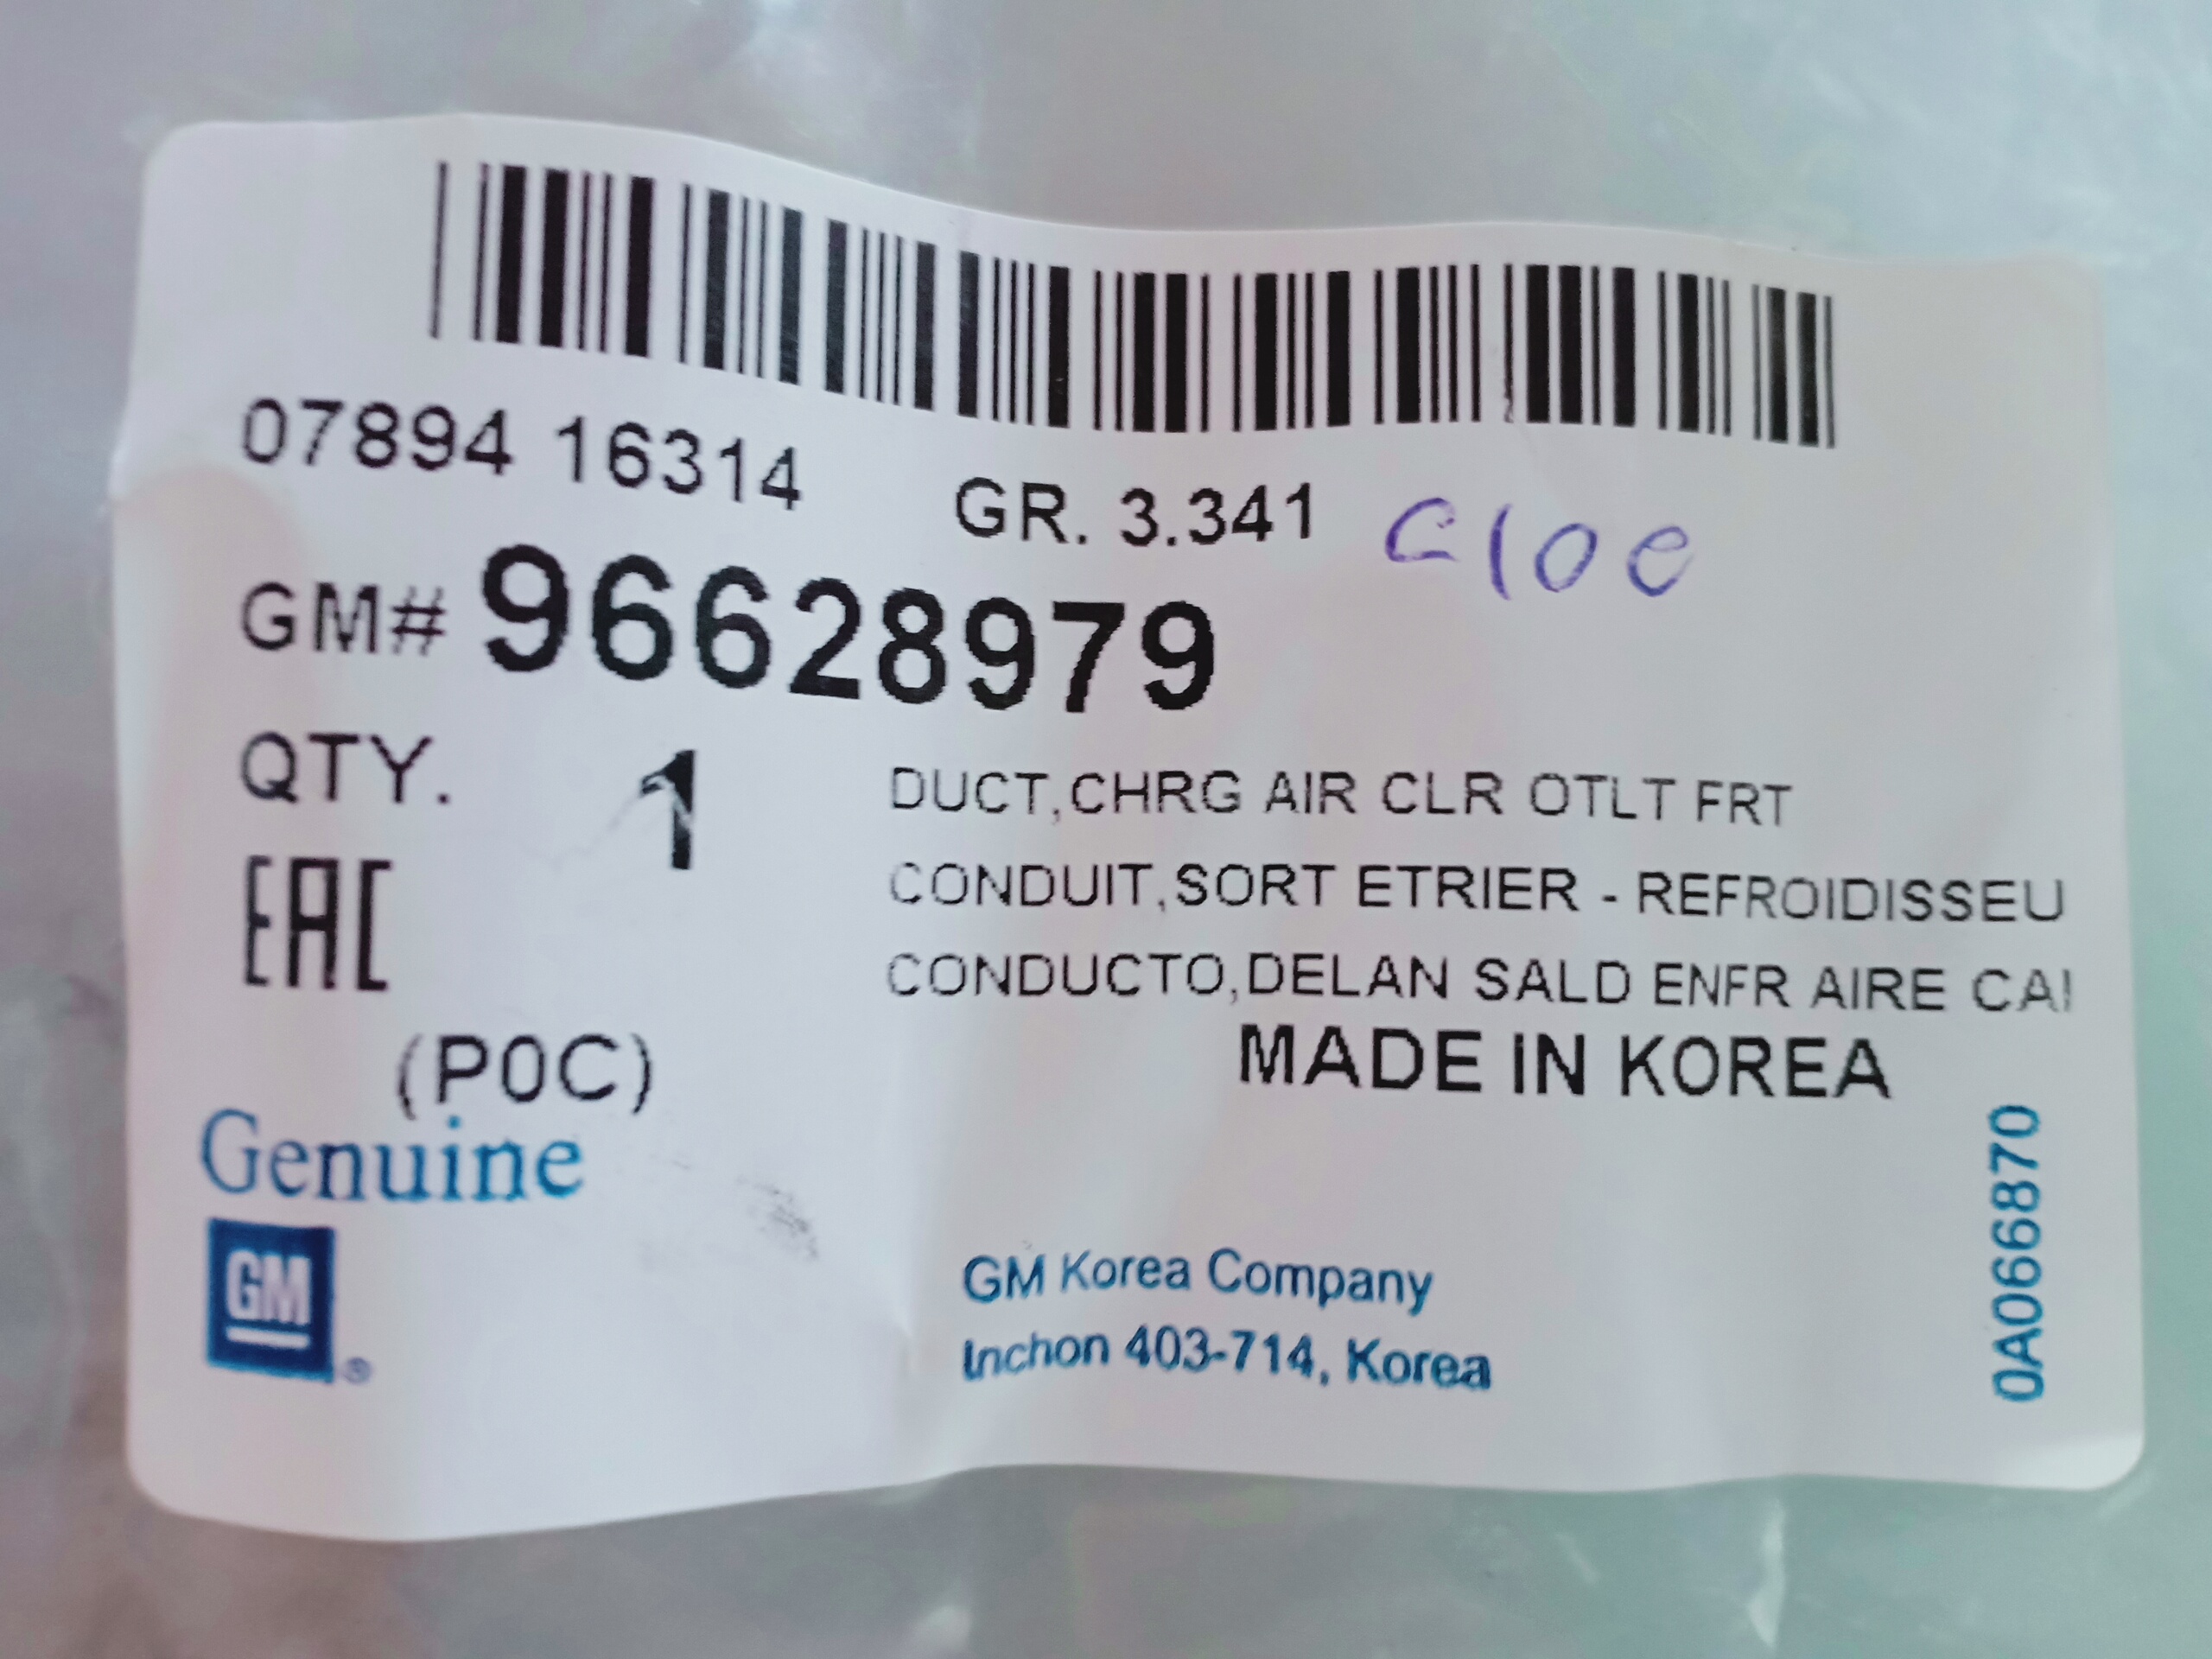 07894 16314
GR. 3.341
GM# 96628979
QTY. 1
DUCT,CHRG AIR CLR OTLT FRT
CONDUIT,SORT ETRIER - REFROIDISSEU
CONDUCTO,DELAN SALD ENFR AIRE CA
EAC
(P0C)
MADE IN KOREA
Genuine
GM®
GM Korea Company
Inchon 403-714, Korea
0A066870